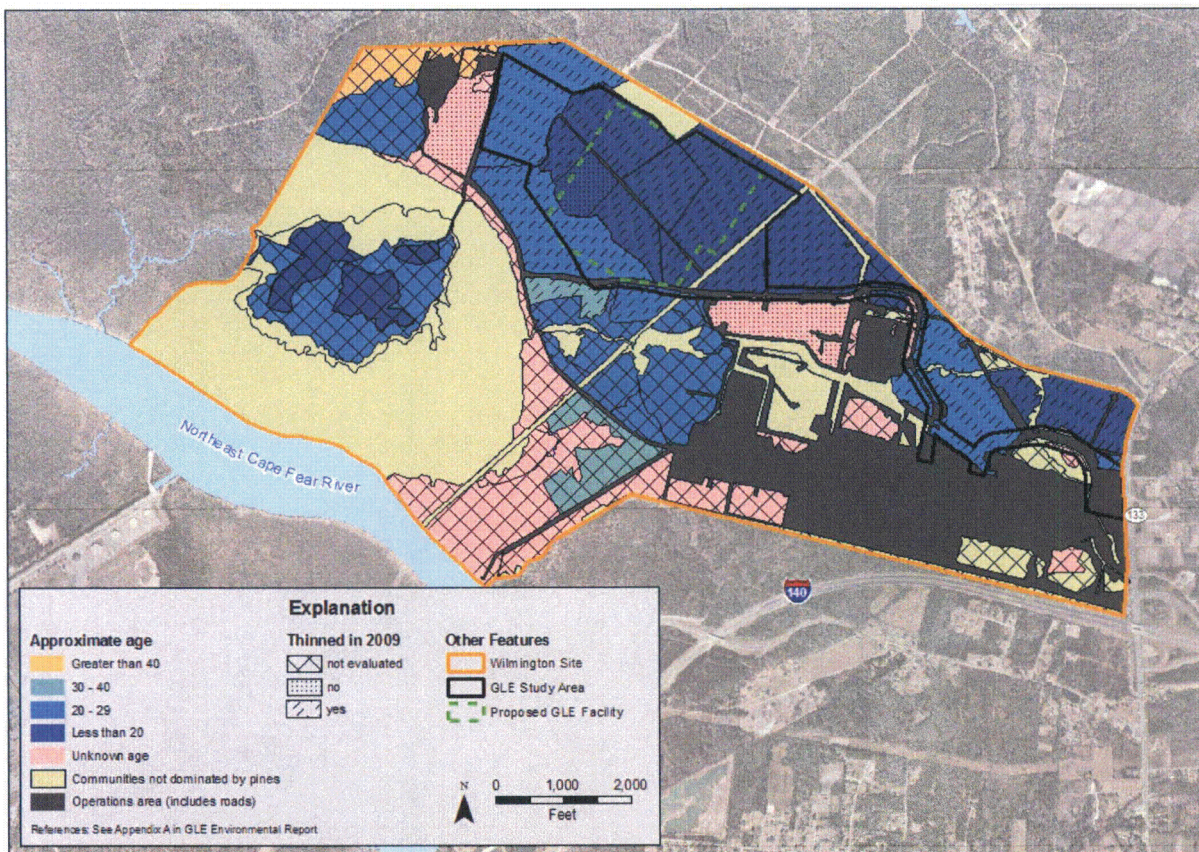 Northeast Cape Fear River
133
140
Explanation
Approximate age
Greater than 40
30 - 40
20 - 29
Less than 20
Unknown age
Communities not dominated by pines
Operations area (includes roads)
Thinned in 2009
not evaluated
no
yes
Other Features
Wilmington Site
GLE Study Area
Proposed GLE Facility
N
0 1,000 2,000
Feet
References: See Appendix A in GLE Environmental Report